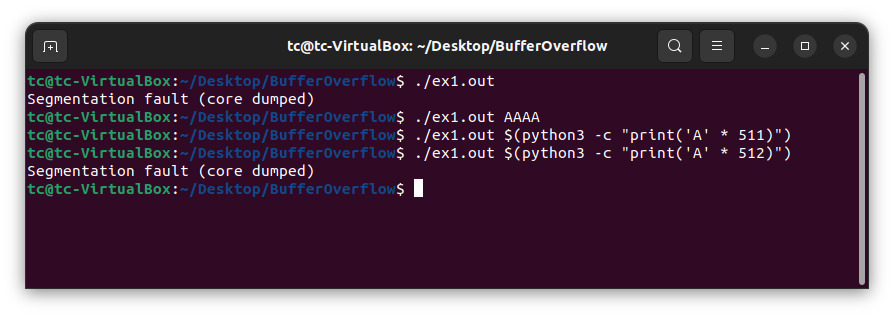 tc@tc-VirtualBox: ~/Desktop/BufferOverflow
tc@tc-VirtualBox:~/Desktop/BufferOverflow$ ./ex1.out
Segmentation fault (core dumped)
tc@tc-VirtualBox:~/Desktop/BufferOverflow$ ./ex1.out AAAA
tc@tc-VirtualBox:~/Desktop/BufferOverflow$ ./ex1.out $(python3 -c "print('A' * 511)")
tc@tc-VirtualBox:~/Desktop/BufferOverflow$ ./ex1.out $(python3 -c "print('A' * 512)")
Segmentation fault (core dumped)
tc@tc-VirtualBox:~/Desktop/BufferOverflow$